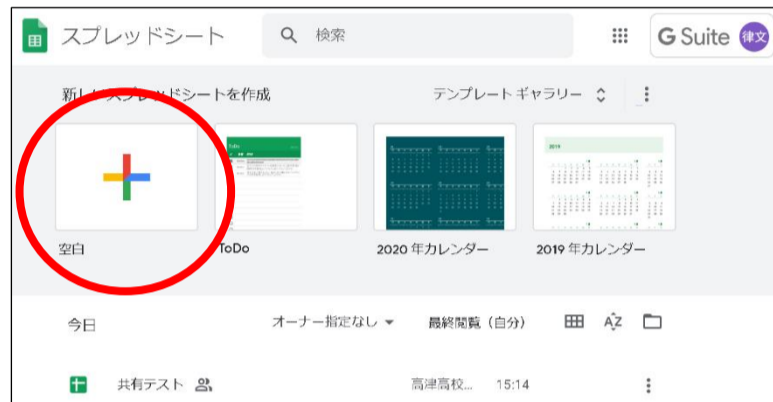 スプレッドシート 検索 G Suite 律文
新しいスプレッドシートを作成 テンプレートギャラリー
ToDo 2019
空白 ToDo 2020 年カレンダー 2019 年カレンダー
今日 オーナー指定なし 最終閲覧（自分） AZ
共有テスト 高津高校... 15:14